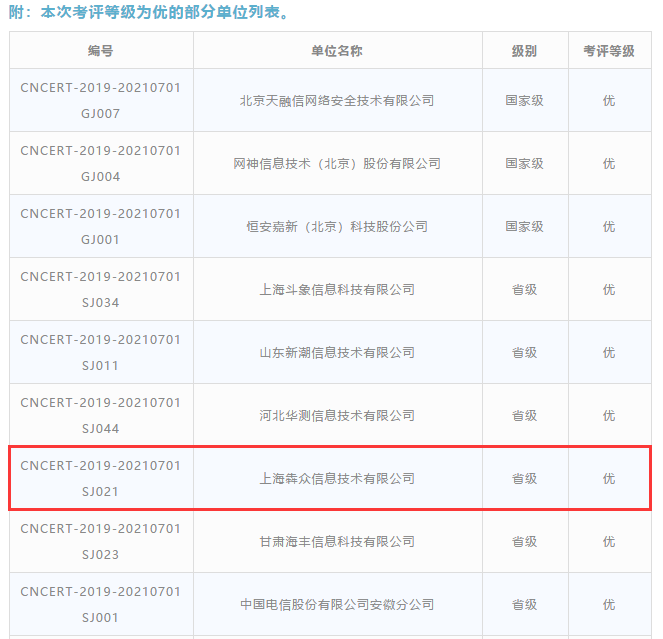 附：本次考评等级为优的部分单位列表。
编号 单位名称 级别 考评等级
CNCERT-2019-20210701
GJ007 北京天融信网络安全技术有限公司 国家级 优
CNCERT-2019-20210701
GJ004 网神信息技术（北京）股份有限公司 国家级 优
CNCERT-2019-20210701
GJ001 恒安嘉新（北京）科技股份公司 国家级 优
CNCERT-2019-20210701
SJ034 上海斗象信息科技有限公司 省级 优
CNCERT-2019-20210701
SJ011 山东新潮信息技术有限公司 省级 优
CNCERT-2019-20210701
SJ044 河北华测信息技术有限公司 省级 优
CNCERT-2019-20210701
SJ021 上海犇众信息技术有限公司 省级 优
CNCERT-2019-20210701
SJ023 甘肃海丰信息科技有限公司 省级 优
CNCERT-2019-20210701
SJ001 中国电信股份有限公司安徽分公司 省级 优